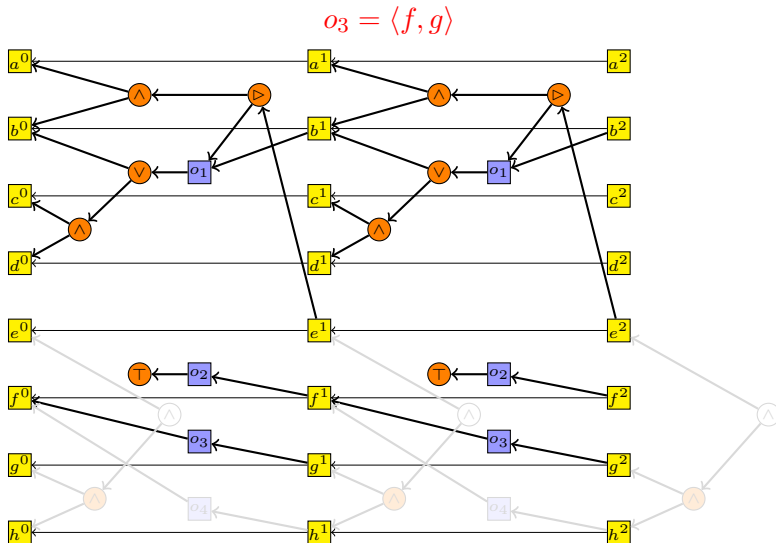 o₃ = ⟨f, g⟩
a⁰ a¹ a²
∧ ▷ ∧ ▷
b⁰ b¹ b²
∨ o₁ ∨ o₁
c⁰ c¹ c²
∧ ∧
d⁰ d¹ d²
e⁰ e¹ e²
⊤ o₂ ⊤ o₂
f⁰ f¹ f²
∧ ∧ ∧
o₃ o₃
g⁰ g¹ g²
∧ o₄ ∧ o₄ ∧
h⁰ h¹ h²